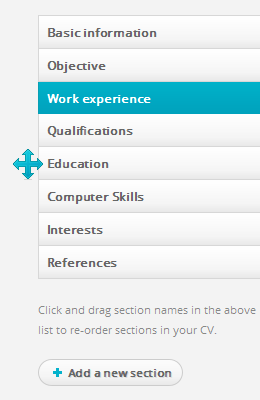 Basic information
Objective
Work experience
Qualifications
Education
Computer Skills
Interests
References
Click and drag section names in the above
list to re-order sections in your CV.
Add a new section